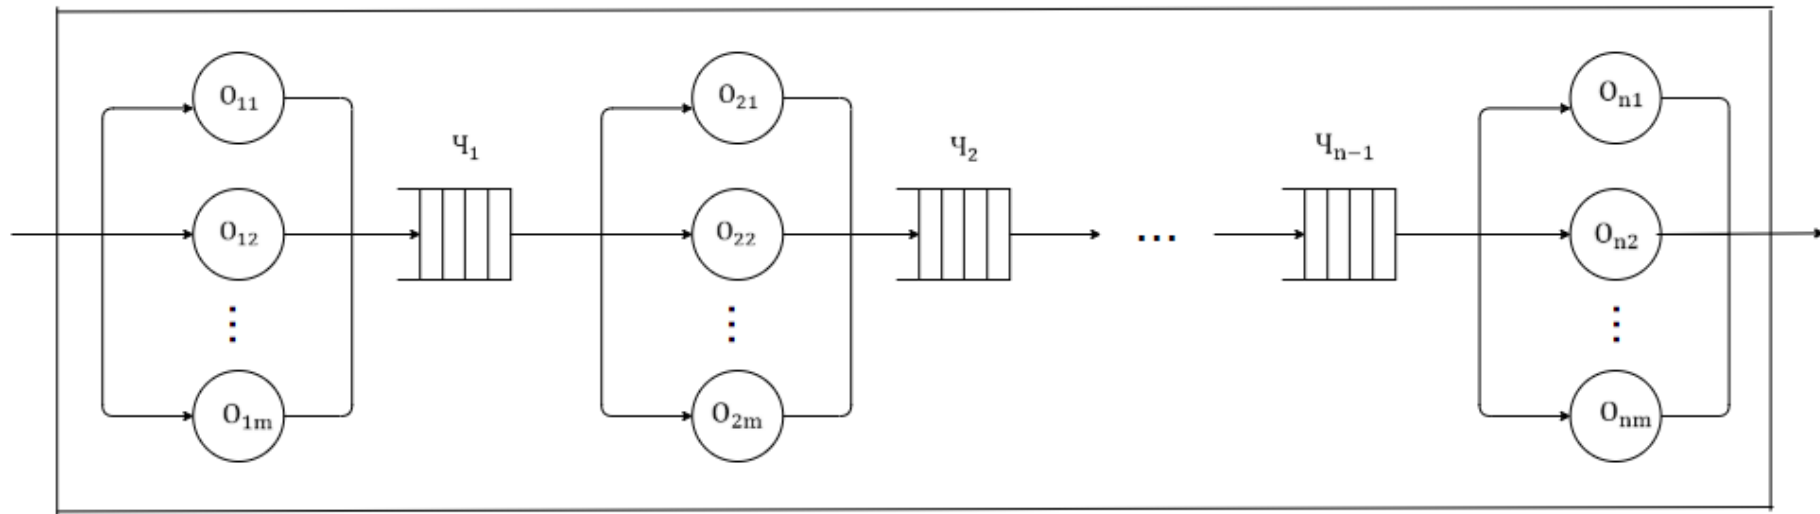 O₁₁ O₂₁ Oₙ₁
Ч₁ Ч₂ Чₙ₋₁
O₁₂ O₂₂ ... Oₙ₂
⋮ ⋮ ⋮
O₁ₘ O₂ₘ Oₙₘ